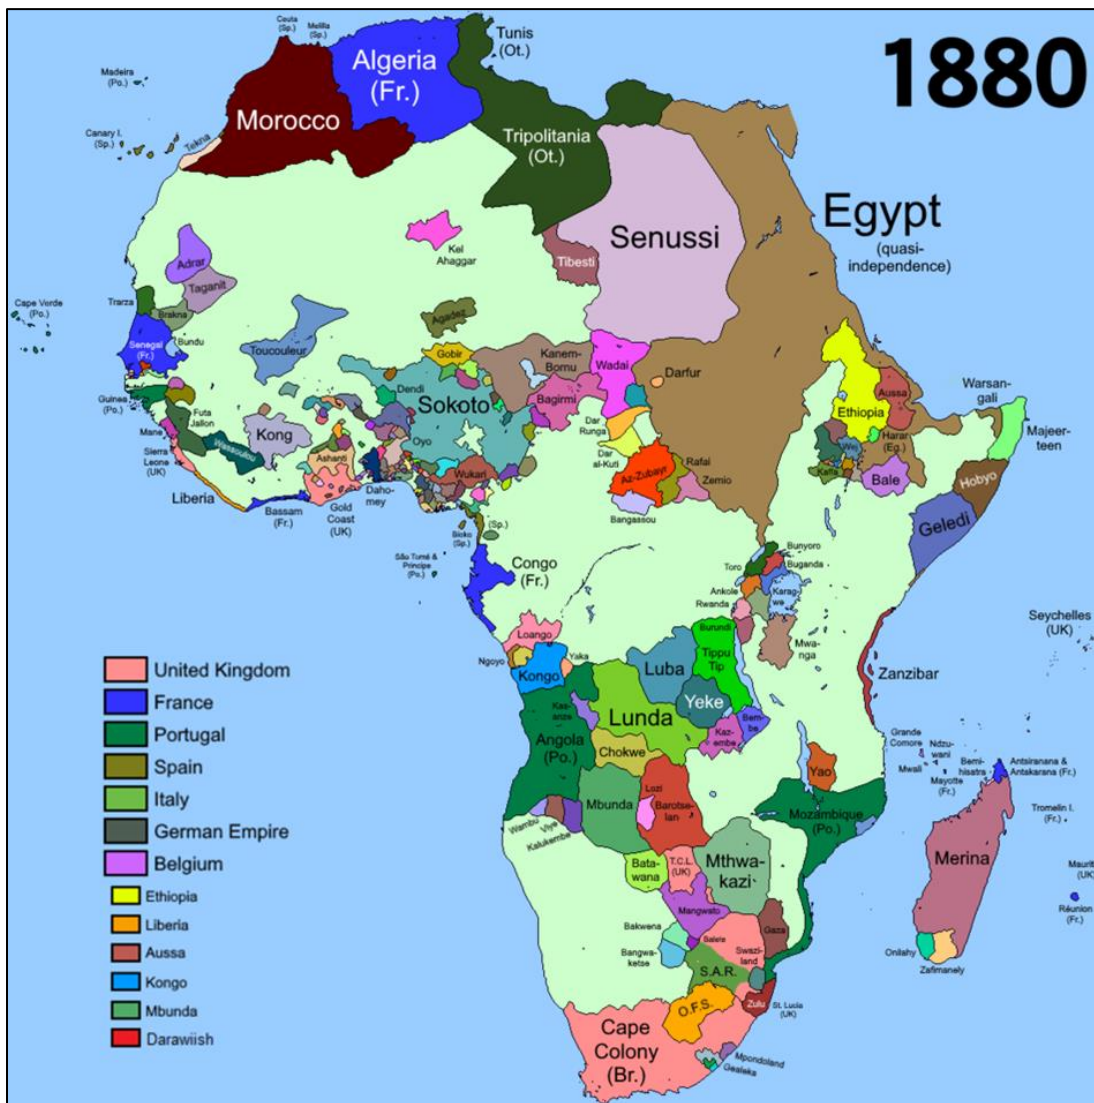 1880
Ceuta
(Sp.)
Melilla
(Sp.)
Tunis
(Ot.)
Algeria
(Fr.)
Madeira
(Po.)
Morocco
Tripolitania
(Ot.)
Canary I.
(Sp.)
Tekna
Egypt
(quasi-
independence)
Senussi
Kel
Ahaggar
Tibesti
Adrar
Taganit
Cape Verde
(Po.)
Trarza
Brakna
Agadez
Senegal
(Fr.)
Bundu
Toucouleur
Gobir
Kanem-
Bornu
Wadai
Darfur
Warsan-
gali
Dendi
Sokoto
Bagirmi
Ethiopia
Aussa
Guinea
(Po.)
Futa
Jallon
Dar
Runga
Harar
(Eg.)
Majeer-
teen
Mane
Kong
Oyo
Dar
al-Kuti
Wej
Sierra
Leone
(UK)
Wassoulou
Ashanti
Wukari
Az-Zubayr
Rafai
Zemio
Kaffa
Bale
Hobyo
Liberia
Bassam
(Fr.)
Gold
Coast
(UK)
Daho-
mey
Bangassou
Geledi
Bioko
(Sp.)
(Sp.)
São Tumé &
Principe
(Po.)
Congo
(Fr.)
Bunyoro
Toro
Buganda
Ankole
Karag-
we
Rwanda
Seychelles
(UK)
Loango
Burundi
Mwa-
nga
Ngoyo
Yaka
Kongo
Luba
Tippu
Tip
Zanzibar
Kas-
anze
Lunda
Yeke
Angola
(Po.)
Chokwe
Kaz-
embe
Bem-
ba
Grande
Comore
Ndzu-
wani
Mwali
Mayotte
(Fr.)
Bemi-
hisatra
Antsiranana &
Antakarana (Fr.)
Yao
Lozi
Mbunda
Barotse-
lan
Mozambique
(Po.)
Tromelin I.
(Fr.)
Wambu
Viye
Kalukembe
Merina
Bata-
wana
T.C.L.
(UK)
Mthwa-
kazi
Maurit
(UK)
Réunion
(Fr.)
Mangwato
Bakwena
Gaza
Bangwa-
ketse
Balete
Swazi-
land
Onilahy
Zafimanely
S.A.R.
O.F.S.
Zulu
St. Lucia
(UK)
Cape
Colony
(Br.)
Mpondoland
Gealeka
United Kingdom
France
Portugal
Spain
Italy
German Empire
Belgium
Ethiopia
Liberia
Aussa
Kongo
Mbunda
Darawiish